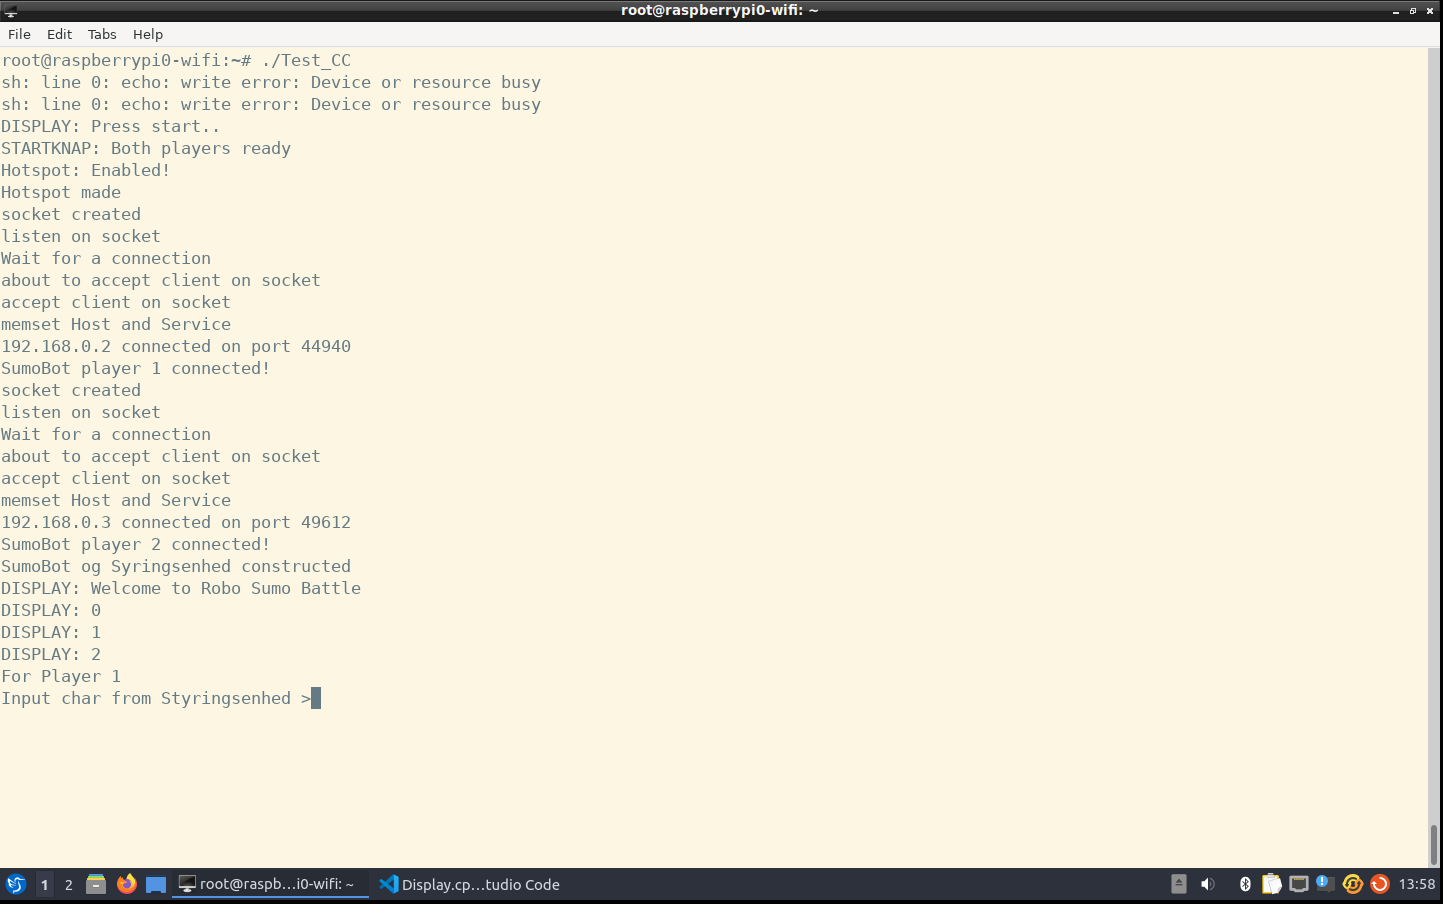 root@raspberrypi0-wifi: ~
File Edit Tabs Help
root@raspberrypi0-wifi:~# ./Test_CC
sh: line 0: echo: write error: Device or resource busy
sh: line 0: echo: write error: Device or resource busy
DISPLAY: Press start..
STARTKNAP: Both players ready
Hotspot: Enabled!
Hotspot made
socket created
listen on socket
Wait for a connection
about to accept client on socket
accept client on socket
memset Host and Service
192.168.0.2 connected on port 44940
SumoBot player 1 connected!
socket created
listen on socket
Wait for a connection
about to accept client on socket
accept client on socket
memset Host and Service
192.168.0.3 connected on port 49612
SumoBot player 2 connected!
SumoBot og Syringsenhed constructed
DISPLAY: Welcome to Robo Sumo Battle
DISPLAY: 0
DISPLAY: 1
DISPLAY: 2
For Player 1
Input char from Styringsenhed >
1 2 root@raspb...i0-wifi: ~ Display.cp...tudio Code 13:58